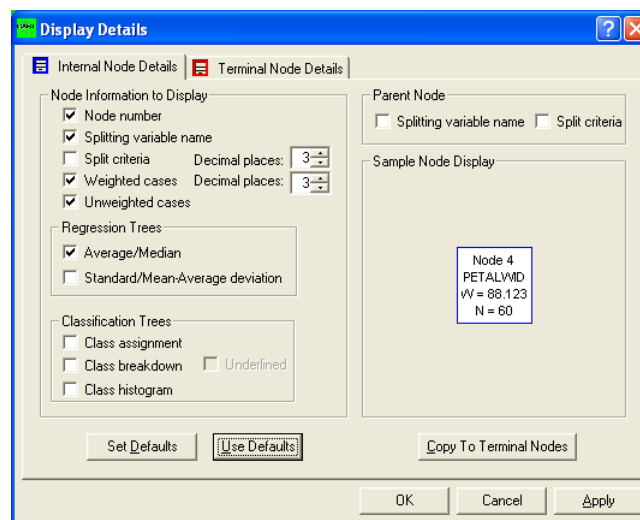 Display Details
Internal Node Details
Terminal Node Details
Node Information to Display
Node number
Splitting variable name
Split criteria Decimal places: 3
Weighted cases Decimal places: 3
Unweighted cases
Regression Trees
Average/Median
Standard/Mean-Average deviation
Classification Trees
Class assignment
Class breakdown Underlined
Class histogram
Parent Node
Splitting variable name Split criteria
Sample Node Display
Node 4
PETALWID
W = 88.123
N = 60
Set Defaults
Use Defaults
Copy To Terminal Nodes
OK
Cancel
Apply